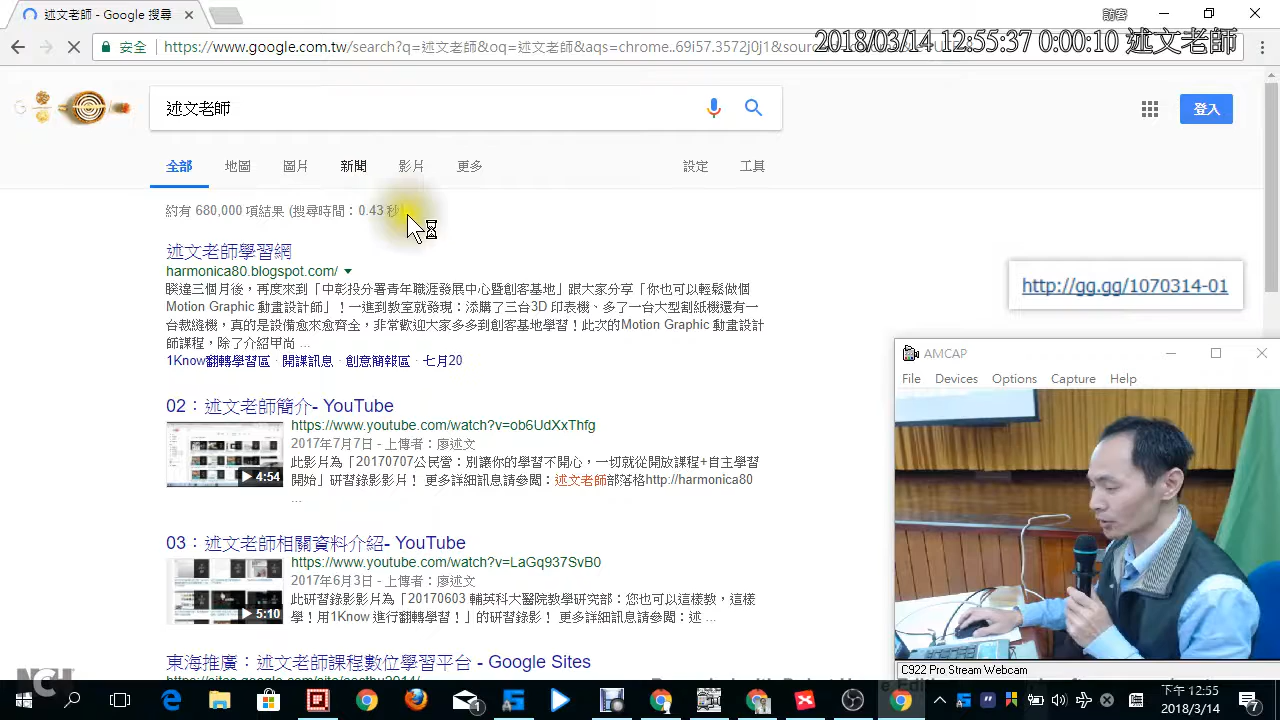 述文老師 - Google 搜尋
訪客
安全 https://www.google.com.tw/search?q=述文老師&oq=述文老師&aqs=chrome..69i57.3572j0j1&sour
2018/03/14 12:55:37 0:00:10 述文老師
述文老師
登入
全部 地圖 圖片 新聞 影片 更多 設定 工具
約有 680,000 項結果 (搜尋時間：0.43 秒)
述文老師學習網
harmonica80.blogspot.com/
睽違三個月後，再度來到「中彰投分署青年職涯發展中心暨創客基地」跟大家分享「你也可以輕鬆做個
Motion Graphic 動畫設計師」！一進教室就發現：添購了三台3D 印表機、多了一台大型割紙機還有一
台裁縫機，真的是設備愈來愈齊全，非常歡迎大家多多到創客基地學習！此次的Motion Graphic 動畫設計
師課程，除了介紹甲尚 ...
1Know翻轉學習區 · 開課訊息 · 創意簡報區 · 七月20
http://gg.gg/1070314-01
02：述文老師簡介- YouTube
https://www.youtube.com/watch?v=ob6UdXxThfg
2017年7月7日 - 上傳者：廖述文
此影片為「20170707公民營：別讓你的學習不開心，一切就從開放課程+自主學習
開始」研習錄影影片！ 更多詳細訊息請參閱：述文老師部落格http://harmonica80
...
4:54
03：述文老師相關資料介紹- YouTube
https://www.youtube.com/watch?v=LaGq937SvB0
2017年6月3日 - 上傳者：廖述文
此研習錄影影片為「20170603 輔英科大醫護教學研究部：您也可以這樣教，這樣
學！用1Know 進行翻轉學習！」的研習錄影！ 更多詳細訊息請參閱：述 ...
5:10
東海推廣：述文老師課程數位學習平台 - Google Sites
AMCAP
File Devices Options Capture Help
C922 Pro Stream Webcam
NCH
下午 12:55
2018/3/14